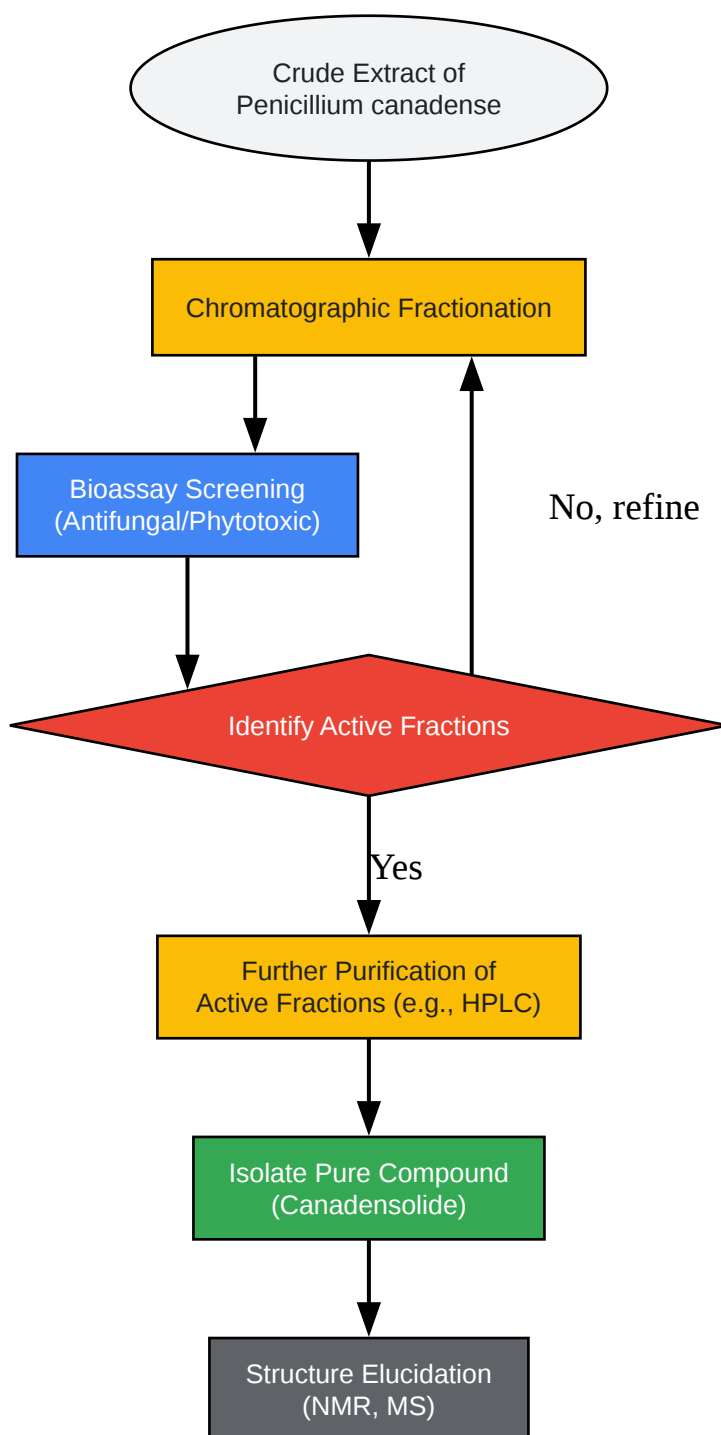 Crude Extract of
Penicillium canadense
Chromatographic Fractionation
Bioassay Screening
(Antifungal/Phytotoxic)
No, refine
Identify Active Fractions
Yes
Further Purification of
Active Fractions (e.g., HPLC)
Isolate Pure Compound
(Canadensolide)
Structure Elucidation
(NMR, MS)